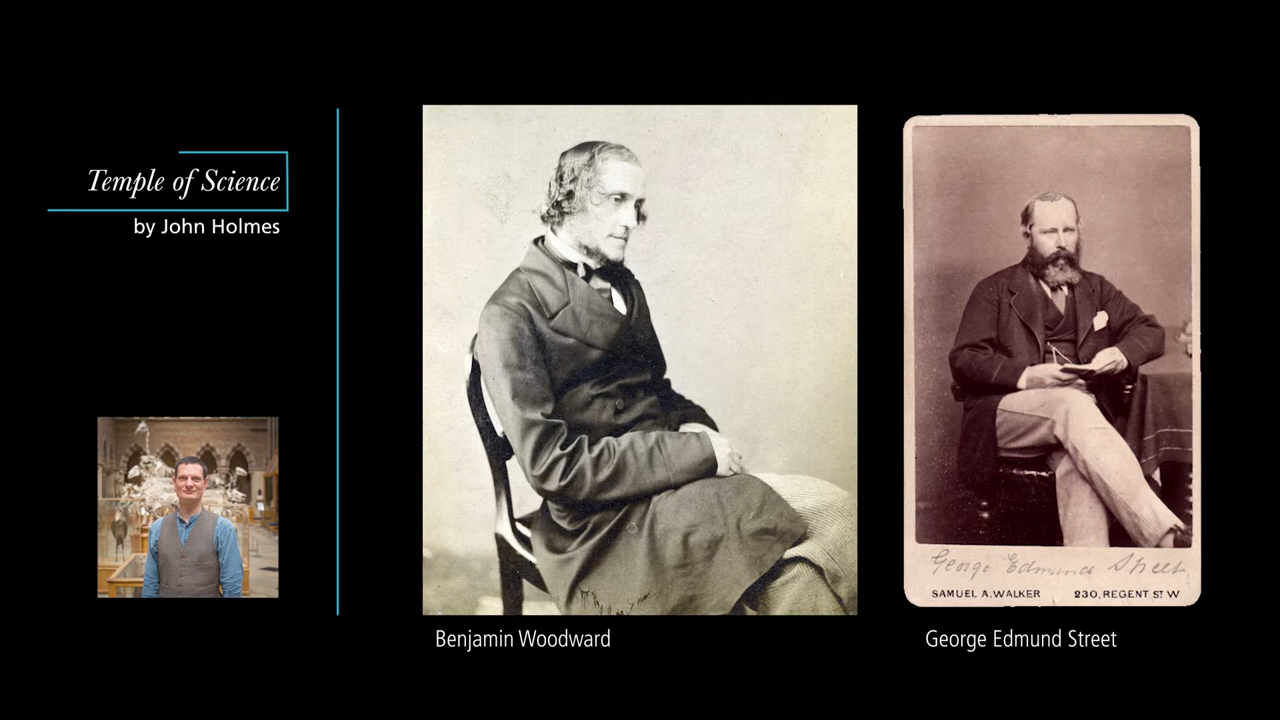 Temple of Science
by John Holmes
George Edmund Street
SAMUEL A. WALKER 230, REGENT ST W
Benjamin Woodward
George Edmund Street